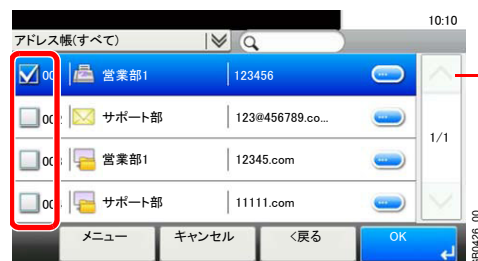 10:10
アドレス帳(すべて)
営業部1 123456
サポート部 123@456789.co...
営業部1 12345.com
サポート部 11111.com
1/1
メニュー キャンセル <戻る OK